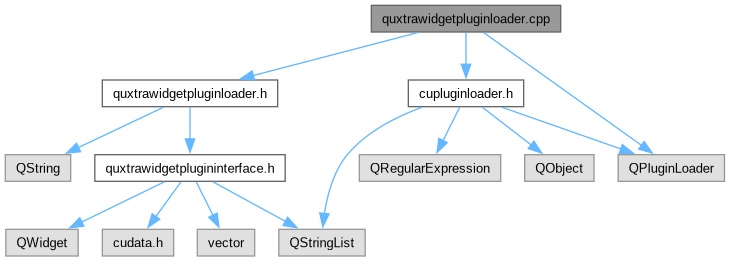 quxtrawidgetpluginloader.cpp
quxtrawidgetpluginloader.h
cupluginloader.h
QString
quxtrawidgetplugininterface.h
QRegularExpression
QObject
QPluginLoader
QWidget
cudata.h
vector
QStringList